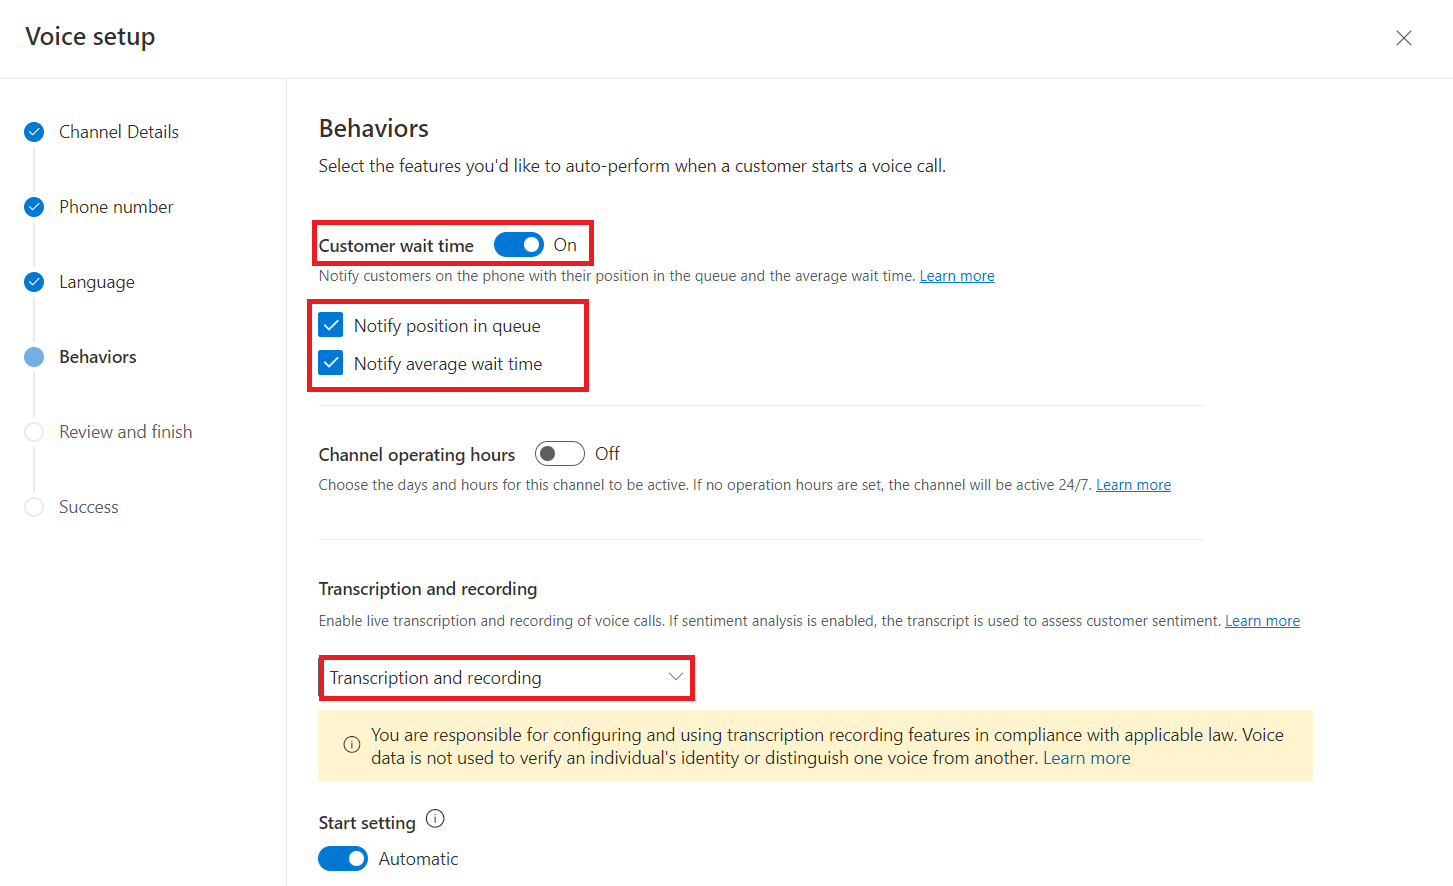 Voice setup
Channel Details
Phone number
Language
Behaviors
Review and finish
Success
Behaviors
Select the features you'd like to auto-perform when a customer starts a voice call.
Customer wait time On
Notify customers on the phone with their position in the queue and the average wait time. Learn more
Notify position in queue
Notify average wait time
Channel operating hours Off
Choose the days and hours for this channel to be active. If no operation hours are set, the channel will be active 24/7. Learn more
Transcription and recording
Enable live transcription and recording of voice calls. If sentiment analysis is enabled, the transcript is used to assess customer sentiment. Learn more
Transcription and recording
You are responsible for configuring and using transcription recording features in compliance with applicable law. Voice
data is not used to verify an individual's identity or distinguish one voice from another. Learn more
Start setting
Automatic